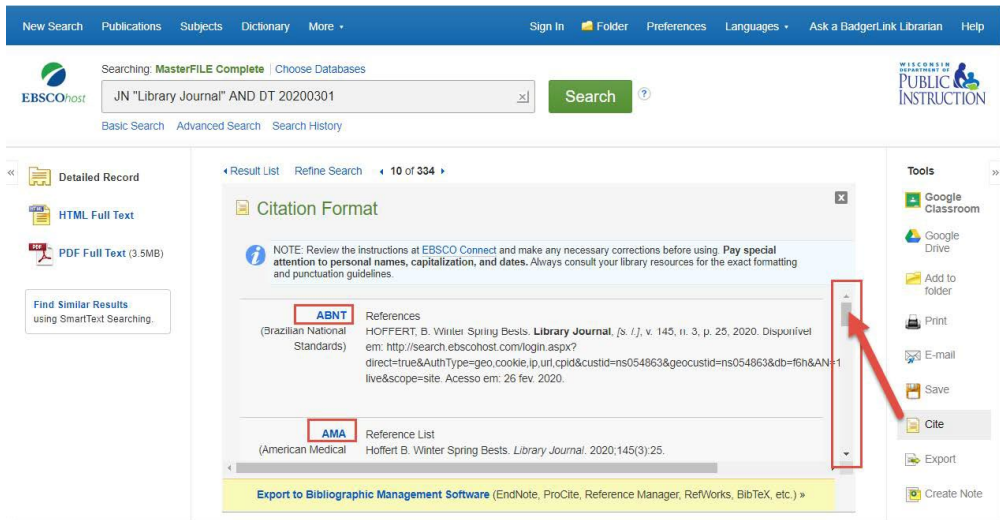 New Search Publications Subjects Dictionary More
Sign In Folder Preferences Languages Ask a BadgerLink Librarian Help
EBSCOhost
Searching: MasterFILE Complete | Choose Databases
JN "Library Journal" AND DT 20200301 x Search ?
Basic Search Advanced Search Search History
WISCONSIN
DEPARTMENT OF
PUBLIC
INSTRUCTION
«
Detailed Record
HTML Full Text
PDF Full Text (3.5MB)
Find Similar Results
using SmartText Searching.
Result List Refine Search 10 of 334
Citation Format
NOTE: Review the instructions at EBSCO Connect and make any necessary corrections before using. Pay special
attention to personal names, capitalization, and dates. Always consult your library resources for the exact formatting
and punctuation guidelines.
ABNT
(Brazilian National
Standards)
References
HOFFERT, B. Winter Spring Bests. Library Journal, [s. l.], v. 145, n. 3, p. 25, 2020. Disponível
em: http://search.ebscohost.com/login.aspx?
direct=true&AuthType=geo,cookie,ip,url,cpid&custid=ns054863&geocustid=ns054863&db=f6h&AN=1
live&scope=site. Acesso em: 26 fev. 2020.
AMA
(American Medical
Reference List
Hoffert B. Winter Spring Bests. Library Journal. 2020;145(3):25.
Export to Bibliographic Management Software (EndNote, ProCite, Reference Manager, RefWorks, BibTeX, etc.) »
Tools
»
Google
Classroom
Google
Drive
Add to
folder
Print
E-mail
Save
Cite
Export
Create Note